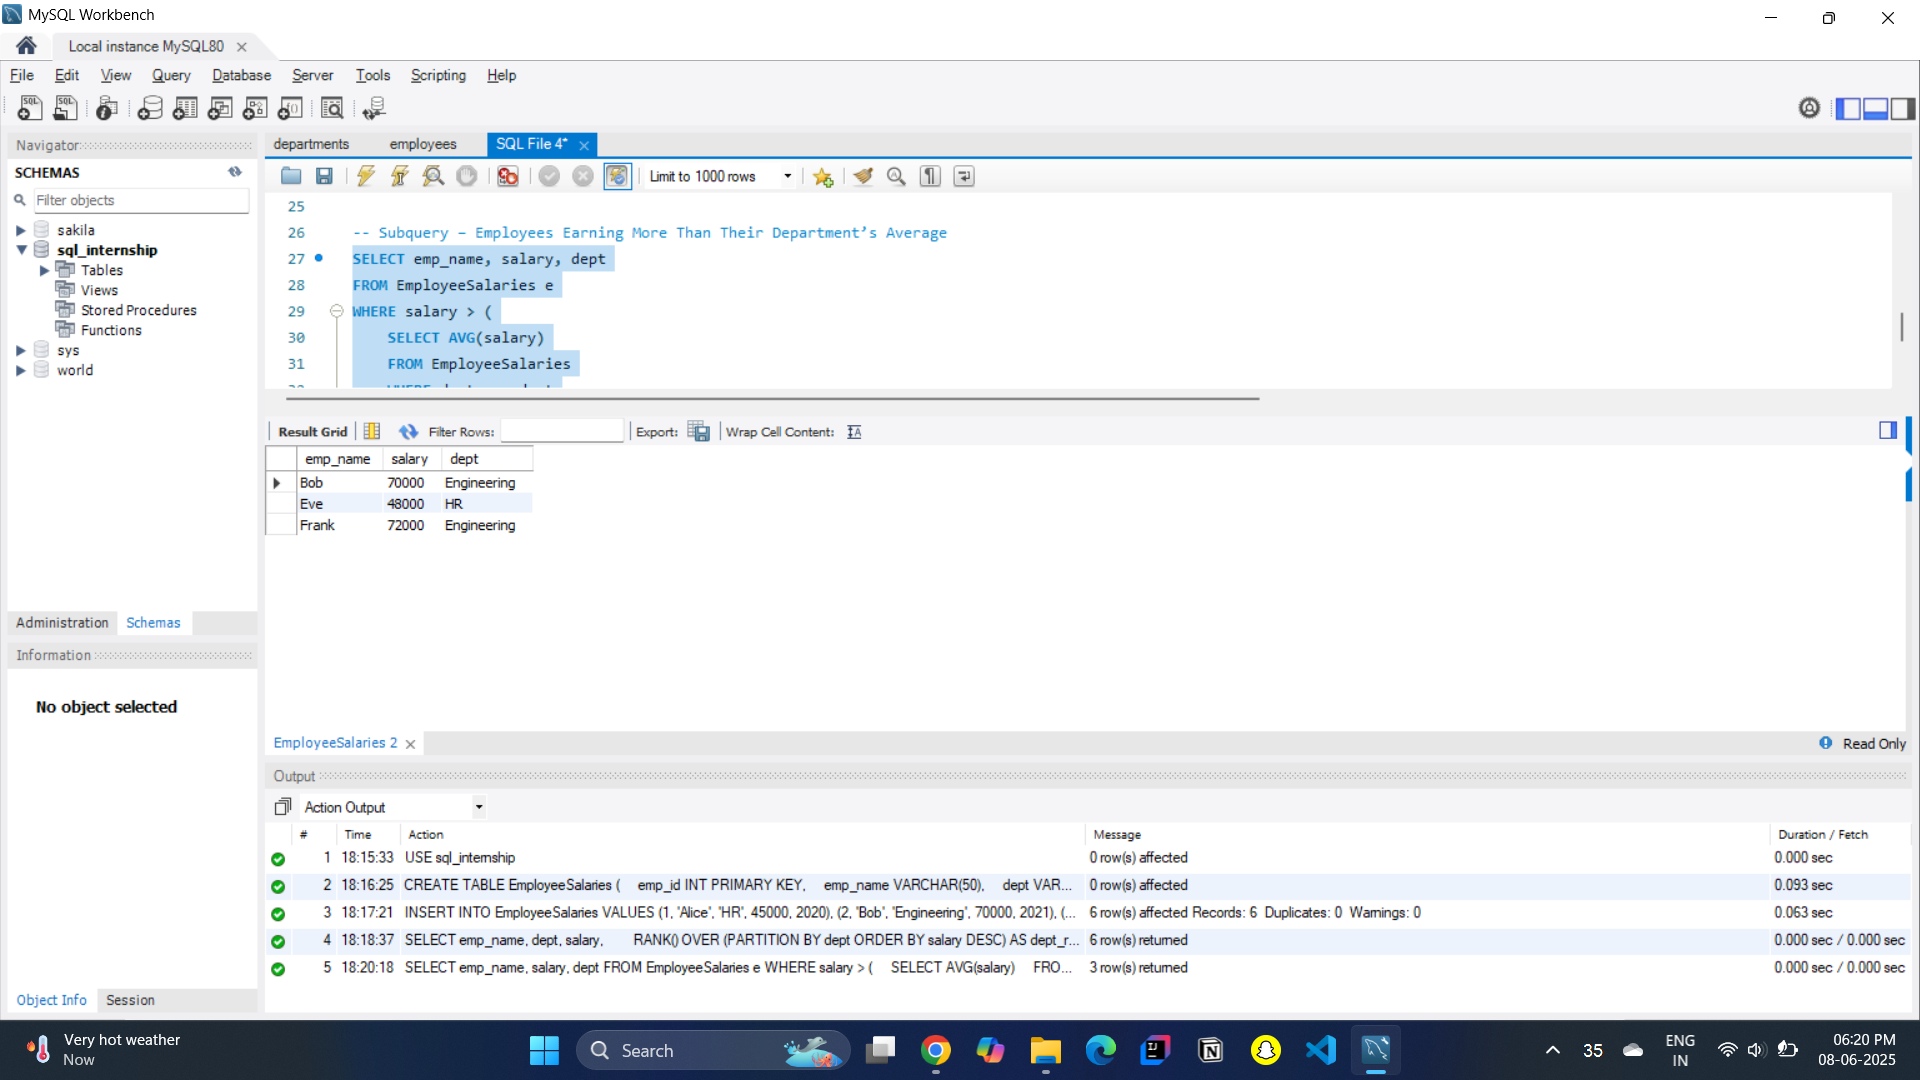 MySQL Workbench
Local instance MySQL80
File Edit View Query Database Server Tools Scripting Help
Navigator
SCHEMAS
Filter objects
sakila
sql_internship
Tables
Views
Stored Procedures
Functions
sys
world
Administration Schemas
Information
No object selected
Object Info Session
departments employees SQL File 4*
Limit to 1000 rows
25
26 -- Subquery – Employees Earning More Than Their Department’s Average
27 SELECT emp_name, salary, dept
28 FROM EmployeeSalaries e
29 WHERE salary > (
30 SELECT AVG(salary)
31 FROM EmployeeSalaries
Result Grid Filter Rows: Export: Wrap Cell Content:
emp_name salary dept
Bob 70000 Engineering
Eve 48000 HR
Frank 72000 Engineering
EmployeeSalaries 2 Read Only
Output
Action Output
# Time Action Message Duration / Fetch
1 18:15:33 USE sql_internship 0 row(s) affected 0.000 sec
2 18:16:25 CREATE TABLE EmployeeSalaries ( emp_id INT PRIMARY KEY, emp_name VARCHAR(50), dept VAR... 0 row(s) affected 0.093 sec
3 18:17:21 INSERT INTO EmployeeSalaries VALUES (1, 'Alice', 'HR', 45000, 2020), (2, 'Bob', 'Engineering', 70000, 2021), (... 6 row(s) affected Records: 6 Duplicates: 0 Warnings: 0 0.063 sec
4 18:18:37 SELECT emp_name, dept, salary, RANK() OVER (PARTITION BY dept ORDER BY salary DESC) AS dept_r... 6 row(s) returned 0.000 sec / 0.000 sec
5 18:20:18 SELECT emp_name, salary, dept FROM EmployeeSalaries e WHERE salary > ( SELECT AVG(salary) FRO... 3 row(s) returned 0.000 sec / 0.000 sec
Very hot weather
Now
Search
35
ENG
IN
06:20 PM
08-06-2025